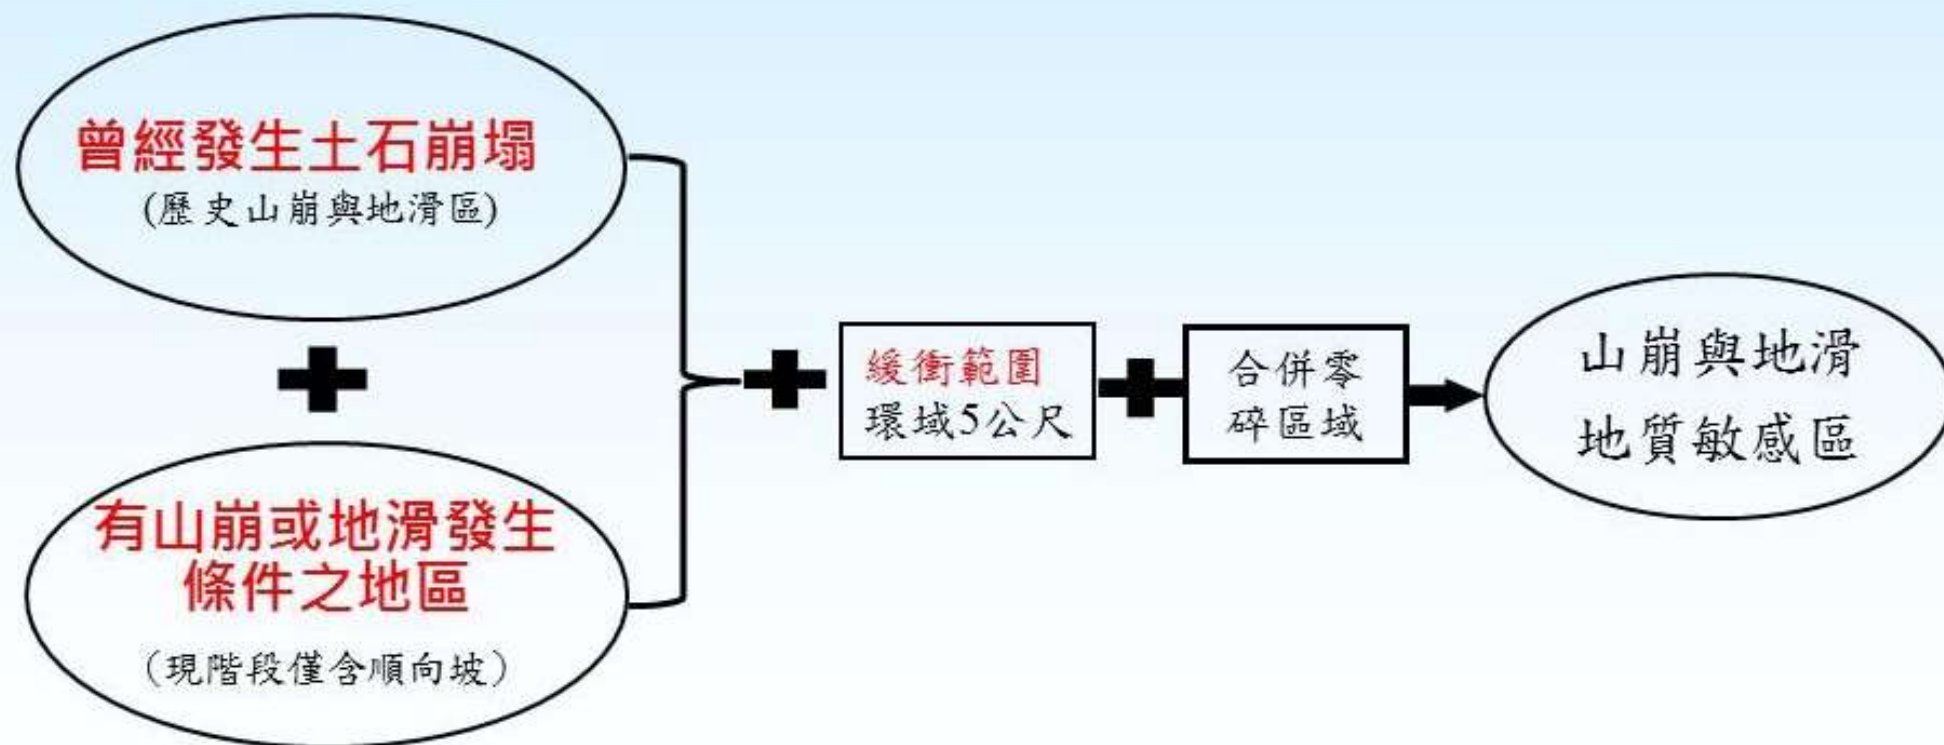 曾經發生土石崩塌
(歷史山崩與地滑區)
有山崩或地滑發生
條件之地區
（現階段僅含順向坡）
緩衝範圍
環域5公尺
合併零
碎區域
山崩與地滑
地質敏感區